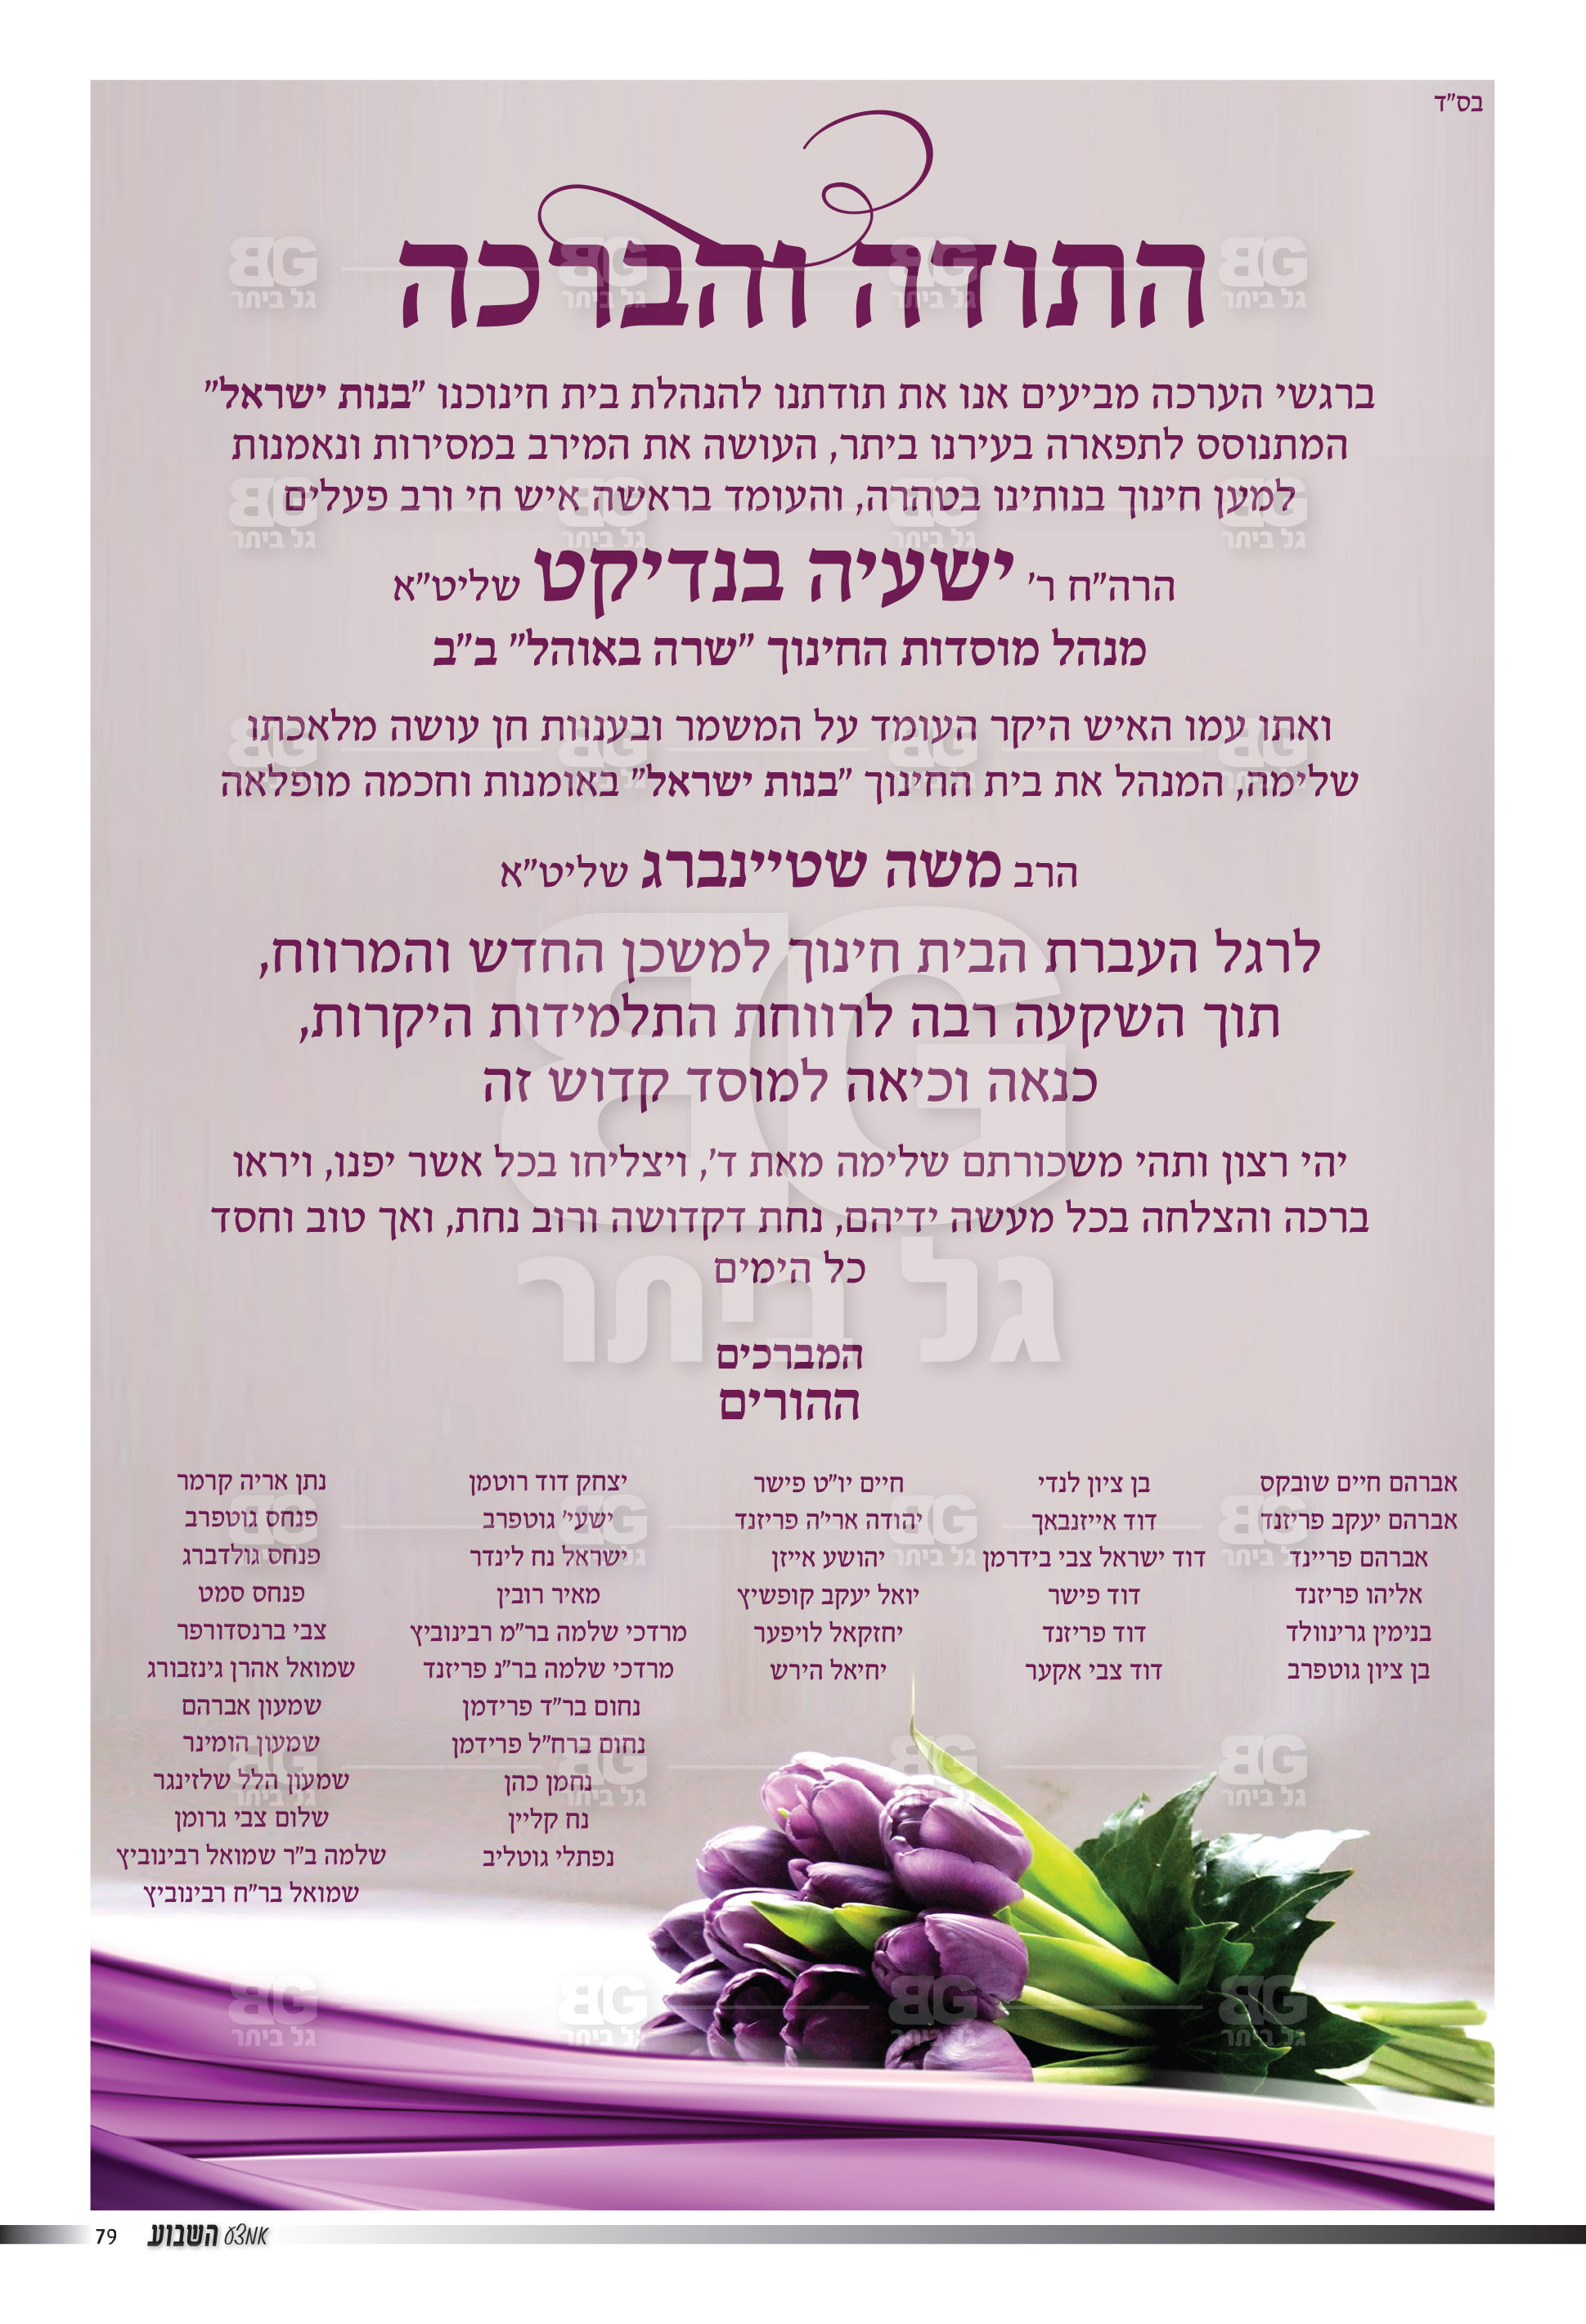 בס"ד
התודה והברכה
ברגשי הערכה מביעים אנו את תודתנו להנהלת בית חינוכנו "בנות ישראל"
המתנוסס לתפארה בעירנו ביתר, העושה את המירב במסירות ונאמנות
למען חינוך בנותינו בטהרה, והעומד בראשה איש חי ורב פעלים
הרה"ח ר' ישעיה בנדיקט שליט"א
מנהל מוסדות החינוך "שרה באוהל" ב"ב
ואתו עמו האיש היקר העומד על המשמר ובענוות חן עושה מלאכתו
שלימה, המנהל את בית החינוך "בנות ישראל" באומנות וחכמה מופלאה
הרב משה שטיינברג שליט"א
לרגל העברת הבית חינוך למשכן החדש והמרווח,
תוך השקעה רבה לרווחת התלמידות היקרות,
כנאה וכיאה למוסד קדוש זה
יהי רצון ותהי משכורתם שלימה מאת ד', ויצליחו בכל אשר יפנו, ויראו
ברכה והצלחה בכל מעשה ידיהם, נחת דקדושה ורוב נחת, ואך טוב וחסד
כל הימים
המברכים
ההורים
אברהם חיים שובקס
אברהם יעקב פריזנד
אברהם פריינד
אליהו פריזנד
בנימין גרינוולד
בן ציון גוטפרב
בן ציון לנדי
דוד אייזנבאך
דוד ישראל צבי בידרמן
דוד פישר
דוד פריזנד
דוד צבי אקער
חיים יו"ט פישר
יהודה ארי'ה פריזנד
יהושע אייזן
יואל יעקב קופשיץ
יחזקאל לויפער
יחיאל הירש
יצחק דוד רוטמן
ישעי' גוטפרב
ישראל נח לינדר
מאיר רובין
מרדכי שלמה בר"מ רבינוביץ
מרדכי שלמה בר"נ פריזנד
נחום בר"ד פרידמן
נחום ברח"ל פרידמן
נחמן כהן
נח קליין
נפתלי גוטליב
נתן אריה קרמר
פנחס גוטפרב
פנחס גולדברג
פנחס סמט
צבי ברנסדורפר
שמואל אהרן גינזבורג
שמעון אברהם
שמעון הומינר
שמעון הלל שלזינגר
שלום צבי גרומן
שלמה ב"ר שמואל רבינוביץ
שמואל בר"ח רבינוביץ
BG
גל ביתר
אמצע השבוע
79